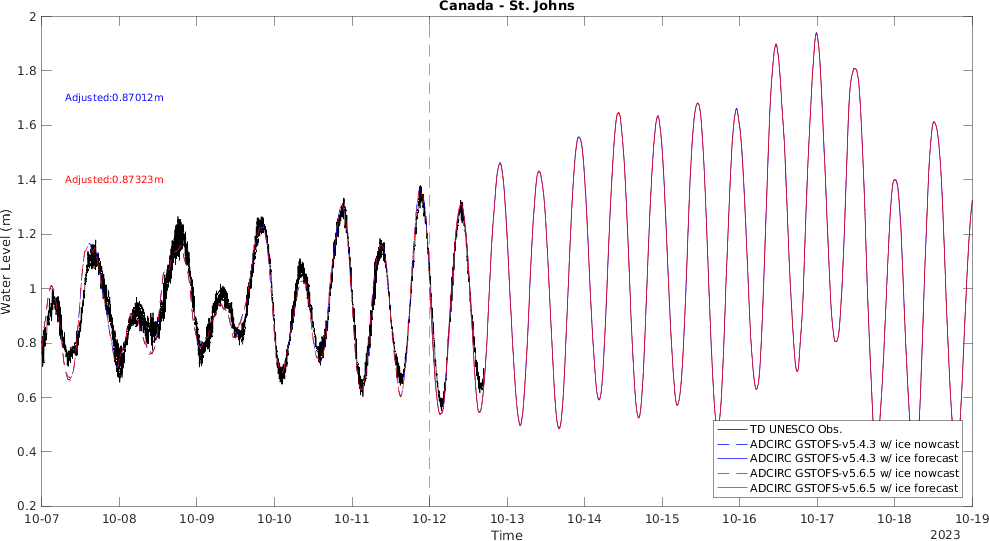 Canada - St. Johns
2
1.8
1.6
1.4
1.2
1
0.8
0.6
0.4
0.2
Water Level (m)
Adjusted:0.87012m
Adjusted:0.87323m
TD UNESCO Obs.
ADCIRC GSTOFS-v5.4.3 w/ ice nowcast
ADCIRC GSTOFS-v5.4.3 w/ ice forecast
ADCIRC GSTOFS-v5.6.5 w/ ice nowcast
ADCIRC GSTOFS-v5.6.5 w/ ice forecast
10-07 10-08 10-09 10-10 10-11 10-12 10-13 10-14 10-15 10-16 10-17 10-18 10-19
Time
2023